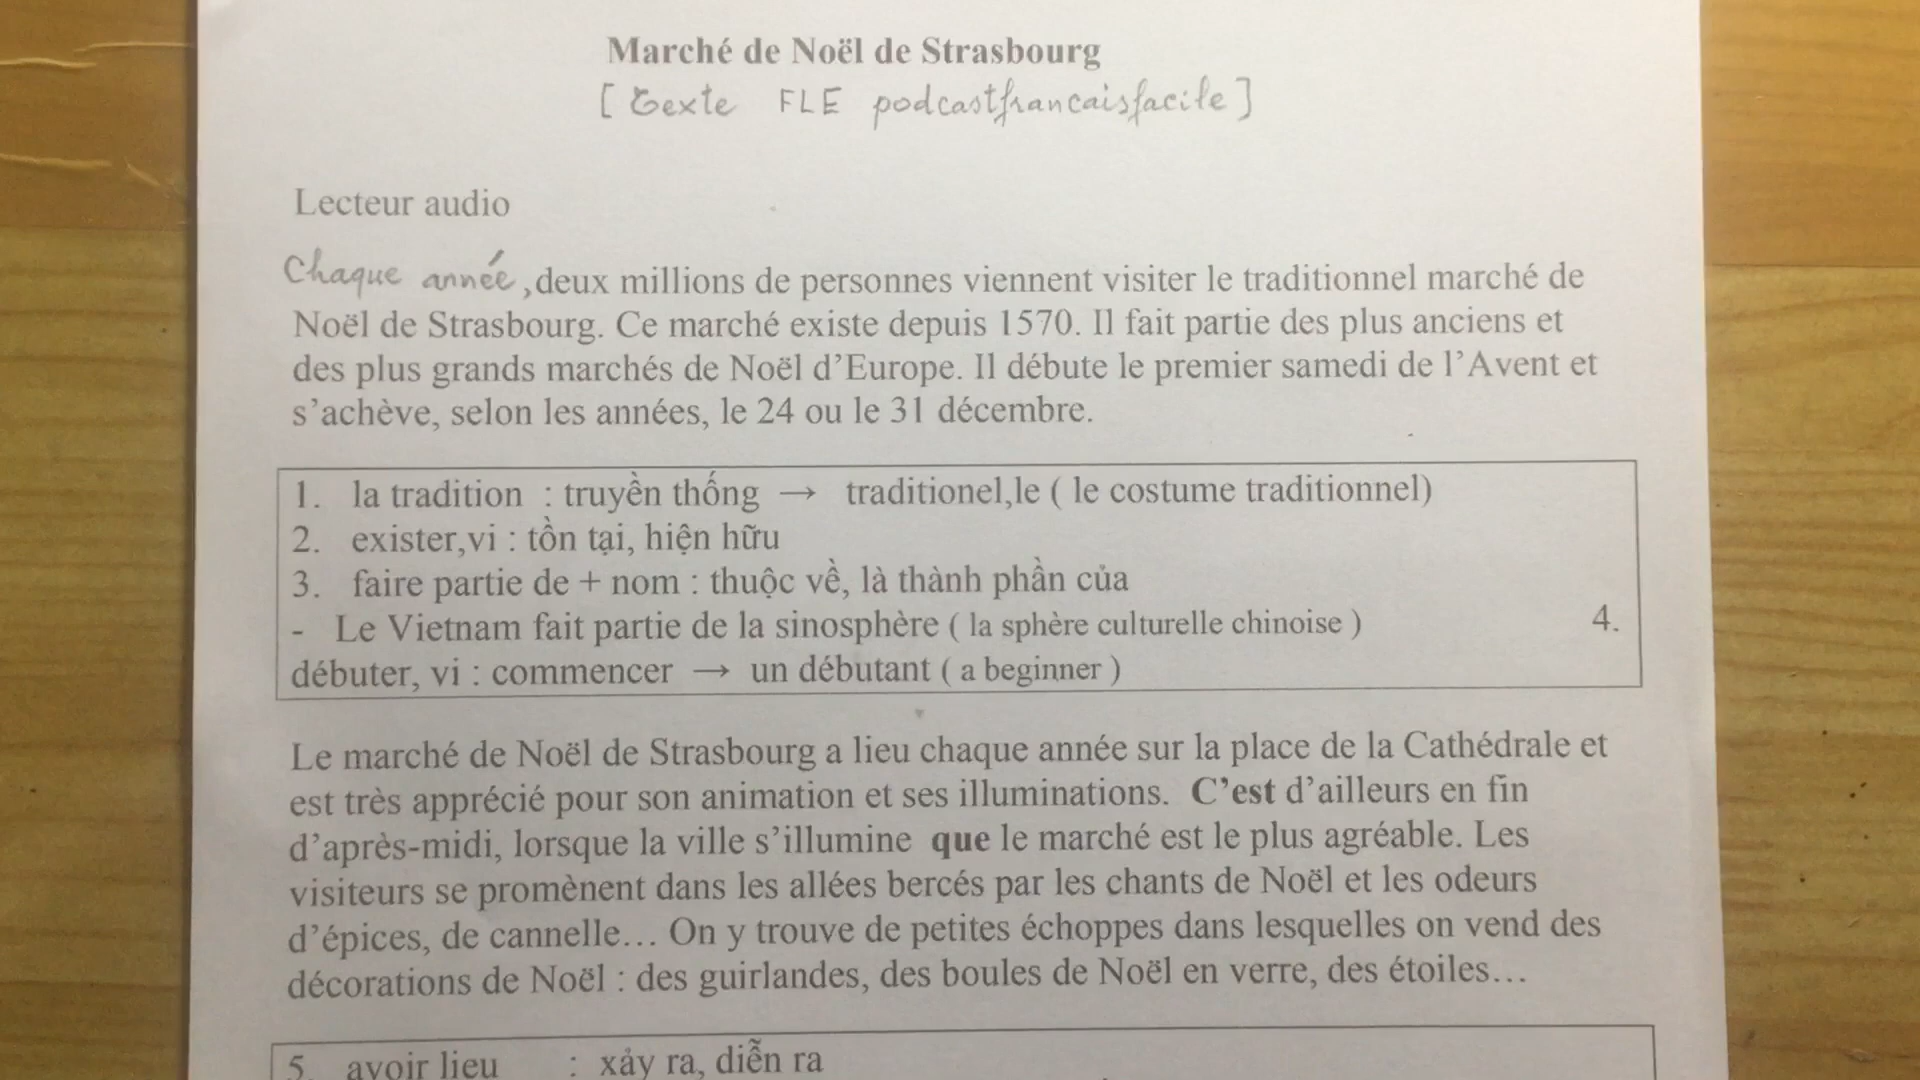 Marché de Noël de Strasbourg
[ Texte FLE podcastfrancaisfacile ]
Lecteur audio
Chaque année, deux millions de personnes viennent visiter le traditionnel marché de
Noël de Strasbourg. Ce marché existe depuis 1570. Il fait partie des plus anciens et
des plus grands marchés de Noël d’Europe. Il débute le premier samedi de l’Avent et
s’achève, selon les années, le 24 ou le 31 décembre.
1. la tradition : truyền thống → traditionel,le ( le costume traditionnel)
2. exister,vi : tồn tại, hiện hữu
3. faire partie de + nom : thuộc về, là thành phần của
- Le Vietnam fait partie de la sinosphère ( la sphère culturelle chinoise ) 4.
débuter, vi : commencer → un débutant ( a beginner )
Le marché de Noël de Strasbourg a lieu chaque année sur la place de la Cathédrale et
est très apprécié pour son animation et ses illuminations. C’est d’ailleurs en fin
d’après-midi, lorsque la ville s’illumine que le marché est le plus agréable. Les
visiteurs se promènent dans les allées bercés par les chants de Noël et les odeurs
d’épices, de cannelle… On y trouve de petites échoppes dans lesquelles on vend des
décorations de Noël : des guirlandes, des boules de Noël en verre, des étoiles…
5. avoir lieu : xảy ra, diễn ra